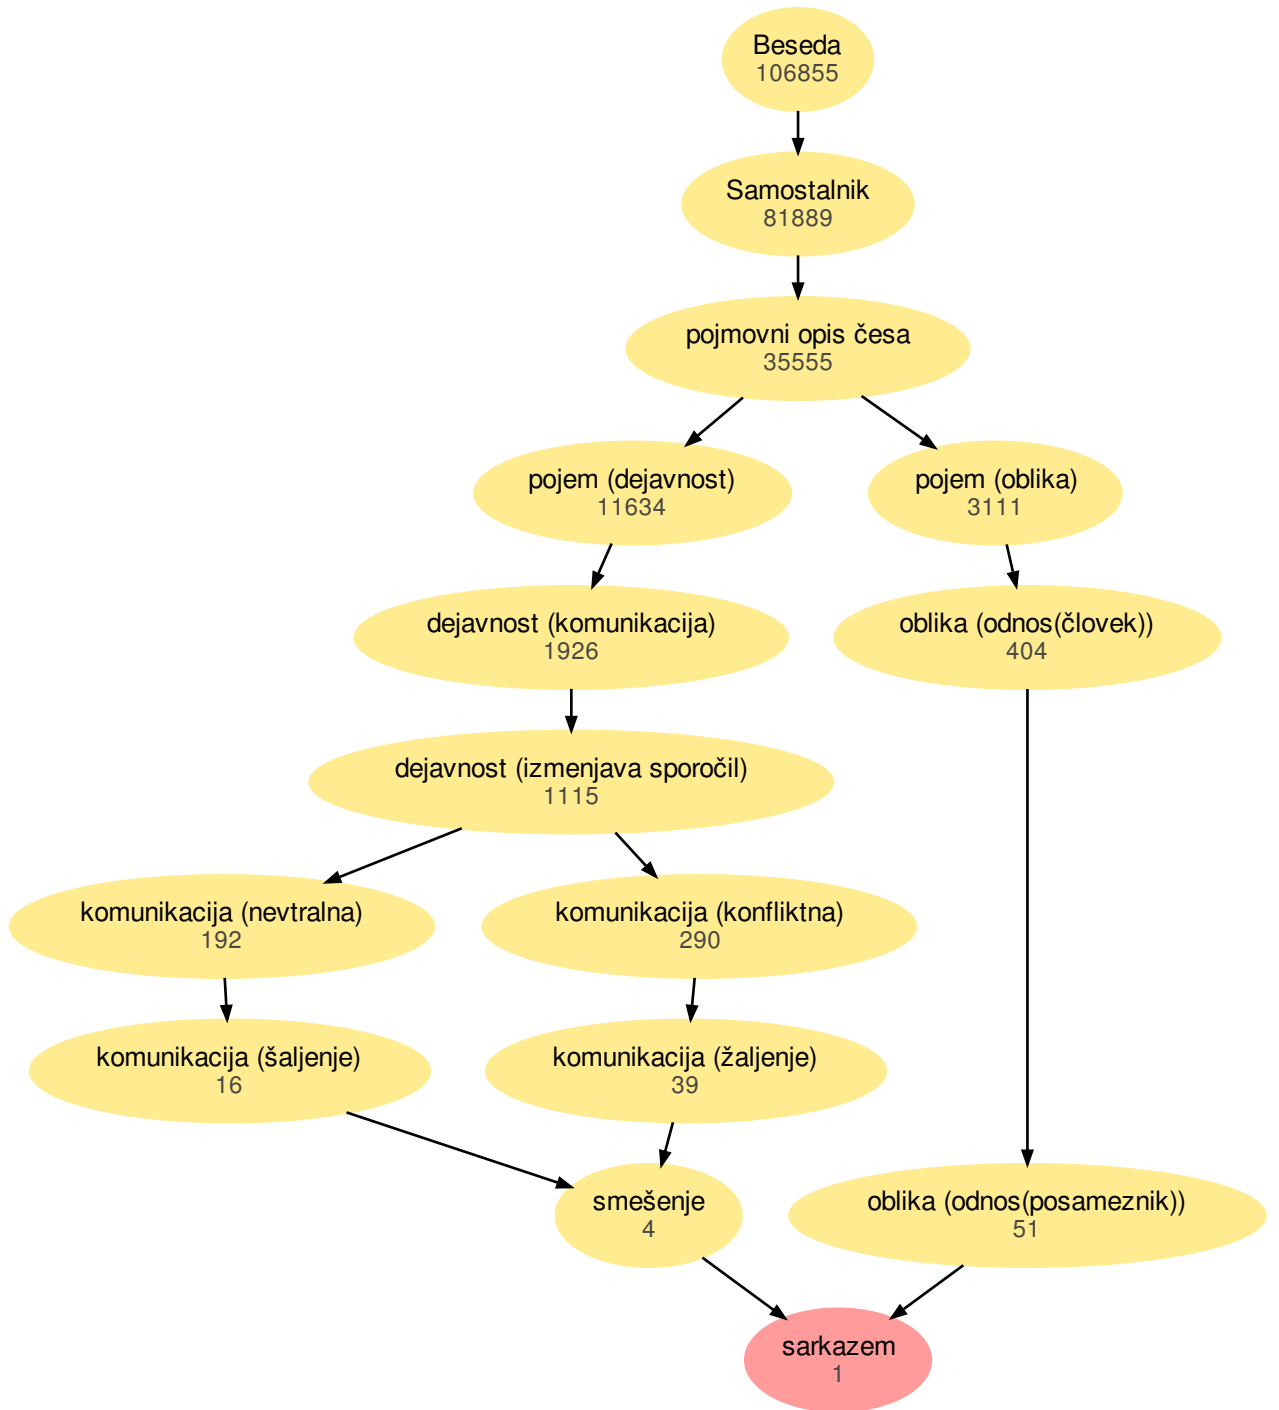 Beseda
106855
Samostalnik
81889
pojmovni opis česa
35555
pojem (dejavnost)
11634
pojem (oblika)
3111
dejavnost (komunikacija)
1926
oblika (odnos(človek))
404
dejavnost (izmenjava sporočil)
1115
komunikacija (nevtralna)
192
komunikacija (konfliktna)
290
komunikacija (šaljenje)
16
komunikacija (žaljenje)
39
smešenje
4
oblika (odnos(posameznik))
51
sarkazem
1